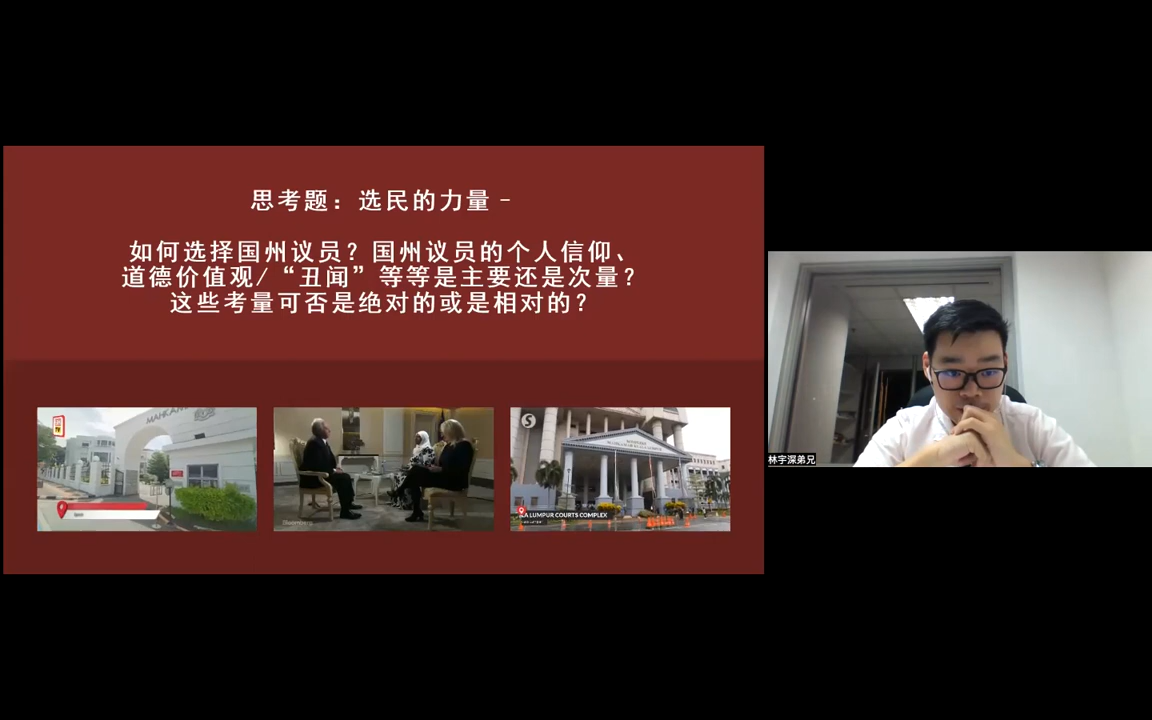 思考题：选民的力量 -
如何选择国州议员？国州议员的个人信仰、
道德价值观/“丑闻”等等是主要还是次量？
这些考量可否是绝对的或是相对的？
Bloomberg
LUMPUR COURTS COMPLEX
林宇深弟兄